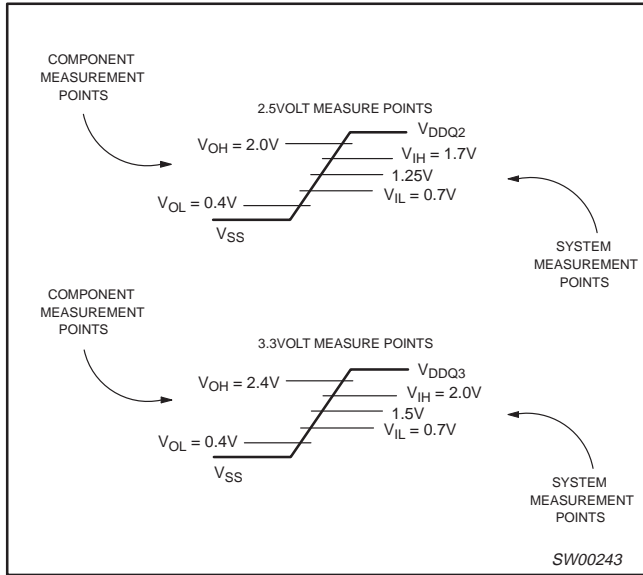 COMPONENT
MEASUREMENT
POINTS
2.5VOLT MEASURE POINTS
VDDQ2
VOH = 2.0V
VIH = 1.7V
1.25V
VIL = 0.7V
VOL = 0.4V
VSS
SYSTEM
MEASUREMENT
POINTS
COMPONENT
MEASUREMENT
POINTS
3.3VOLT MEASURE POINTS
VDDQ3
VOH = 2.4V
VIH = 2.0V
1.5V
VIL = 0.7V
VOL = 0.4V
VSS
SYSTEM
MEASUREMENT
POINTS
SW00243